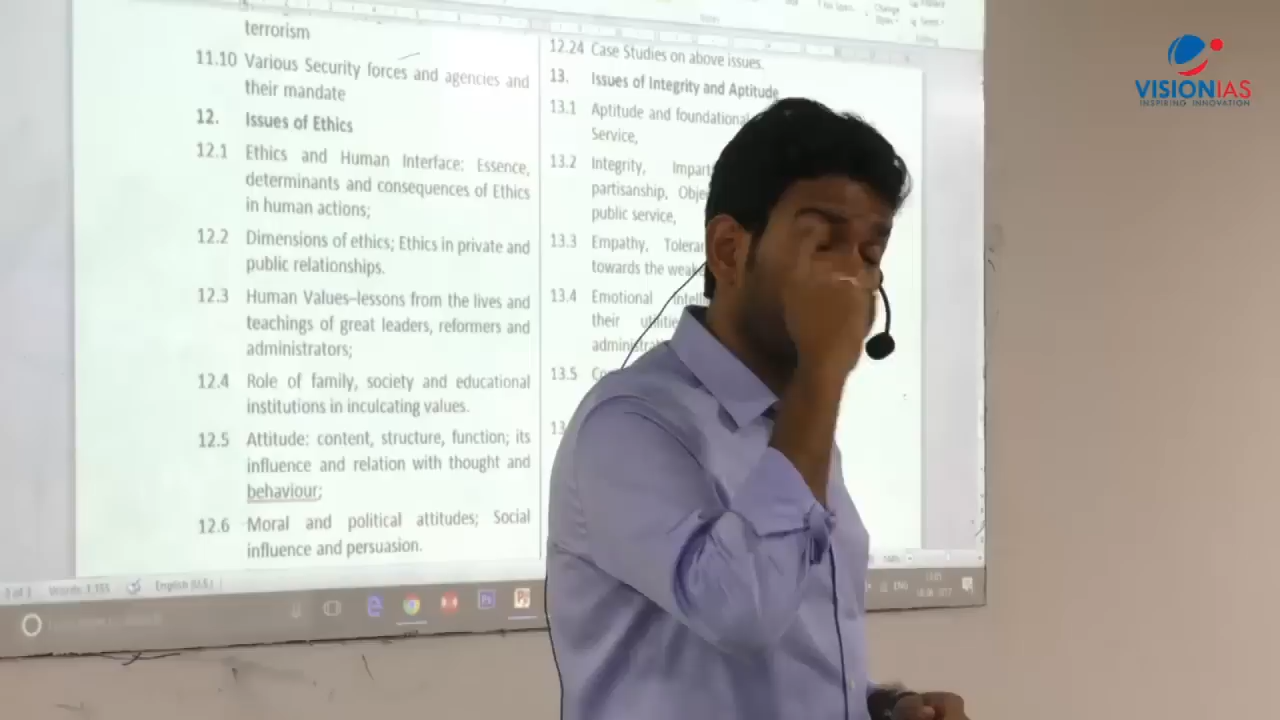 terrorism
11.10 Various Security forces and agencies and
their mandate
12. Issues of Ethics
12.1 Ethics and Human Interface: Essence,
determinants and consequences of Ethics
in human actions;
12.2 Dimensions of ethics; Ethics in private and
public relationships.
12.3 Human Values–lessons from the lives and
teachings of great leaders, reformers and
administrators;
12.4 Role of family, society and educational
institutions in inculcating values.
12.5 Attitude: content, structure, function; its
influence and relation with thought and
behaviour;
12.6 Moral and political attitudes; Social
influence and persuasion.
12.24 Case Studies on above issues.
13. Issues of Integrity and Aptitude
13.1 Aptitude and foundational
Service,
13.2 Integrity,
partisanship,
public service,
13.3 Empathy,
towards the
13.4 Emotional
their
13.5
English (U.S.)
ENG
VISIONIAS
INSPIRING INNOVATION